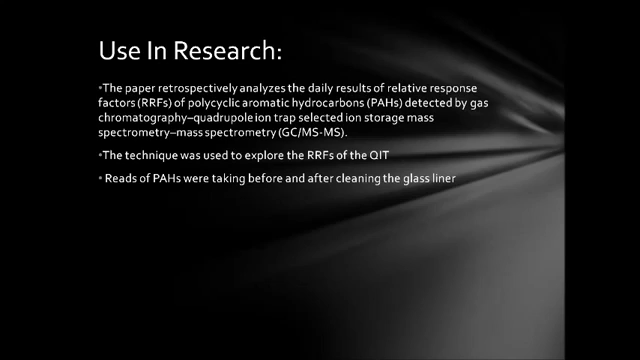 Use In Research:
•The paper retrospectively analyzes the daily results of relative response
factors (RRFs) of polycyclic aromatic hydrocarbons (PAHs) detected by gas
chromatography–quadrupole ion trap selected ion storage mass
spectrometry–mass spectrometry (GC/MS-MS).
•The technique was used to explore the RRFs of the QIT
• Reads of PAHs were taking before and after cleaning the glass liner